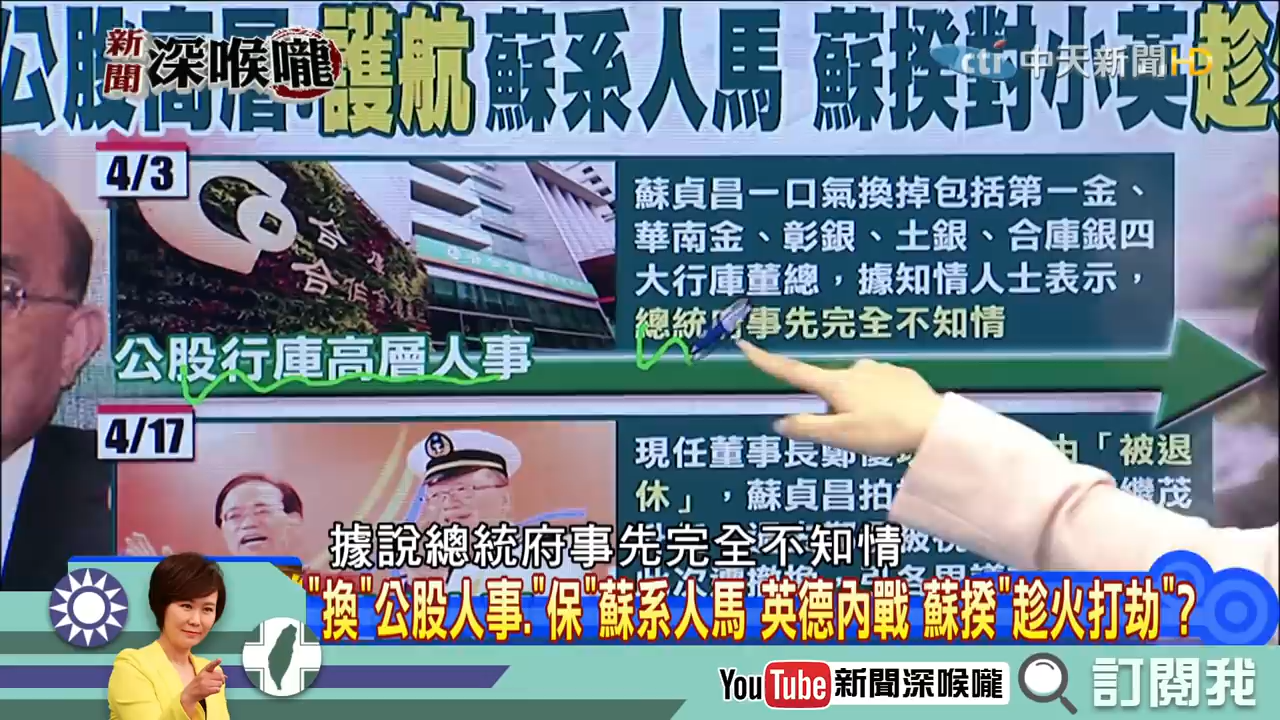 公股高層.護航 蘇系人馬 蘇揆對小英趁
新聞深喉嚨
cti中天新聞HD
4/3
蘇貞昌一口氣換掉包括第一金、
華南金、彰銀、土銀、合庫銀四
大行庫董總，據知情人士表示，
總統府事先完全不知情
公股行庫高層人事
4/17
現任董事長鄭優
由「被退
休」，蘇貞昌拍
繼茂
據說總統府事先完全不知情
"換"公股人事."保"蘇系人馬 英德內戰 蘇揆"趁火打劫"?
YouTube新聞深喉嚨
訂閱我